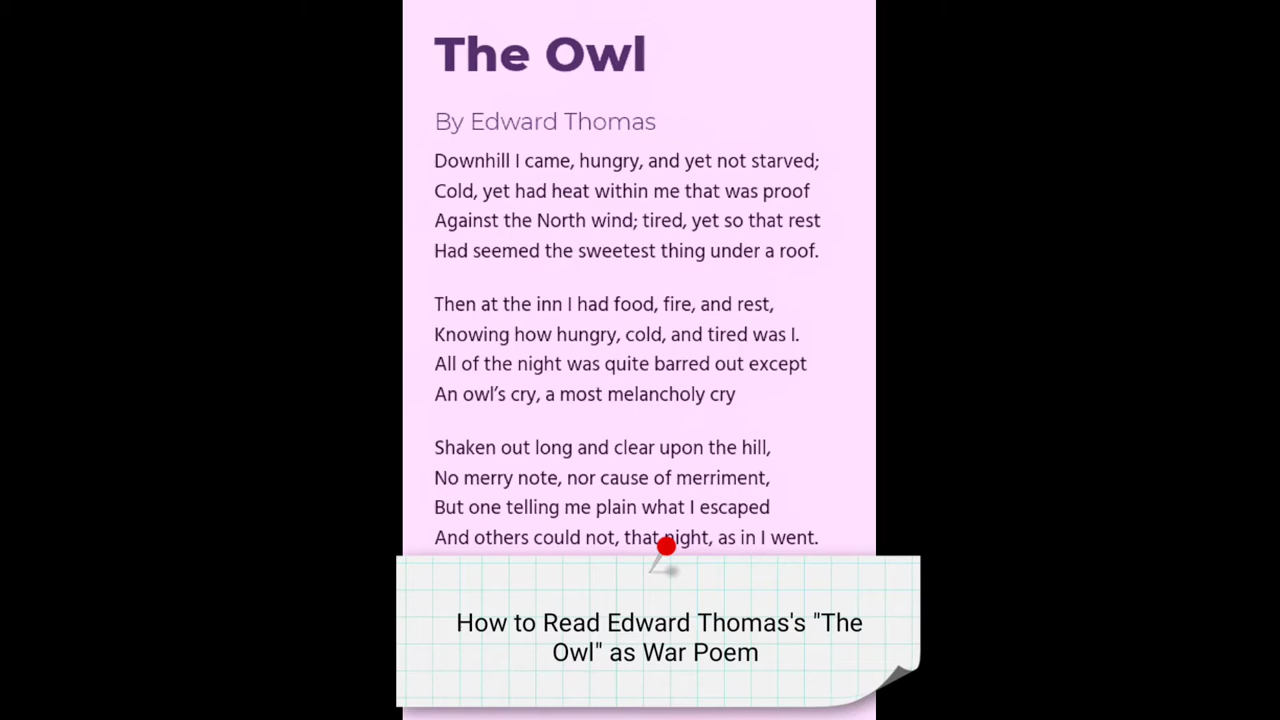 The Owl
By Edward Thomas
Downhill I came, hungry, and yet not starved;
Cold, yet had heat within me that was proof
Against the North wind; tired, yet so that rest
Had seemed the sweetest thing under a roof.
Then at the inn I had food, fire, and rest,
Knowing how hungry, cold, and tired was I.
All of the night was quite barred out except
An owl’s cry, a most melancholy cry
Shaken out long and clear upon the hill,
No merry note, nor cause of merriment,
But one telling me plain what I escaped
And others could not, that night, as in I went.
How to Read Edward Thomas's "The
Owl" as War Poem